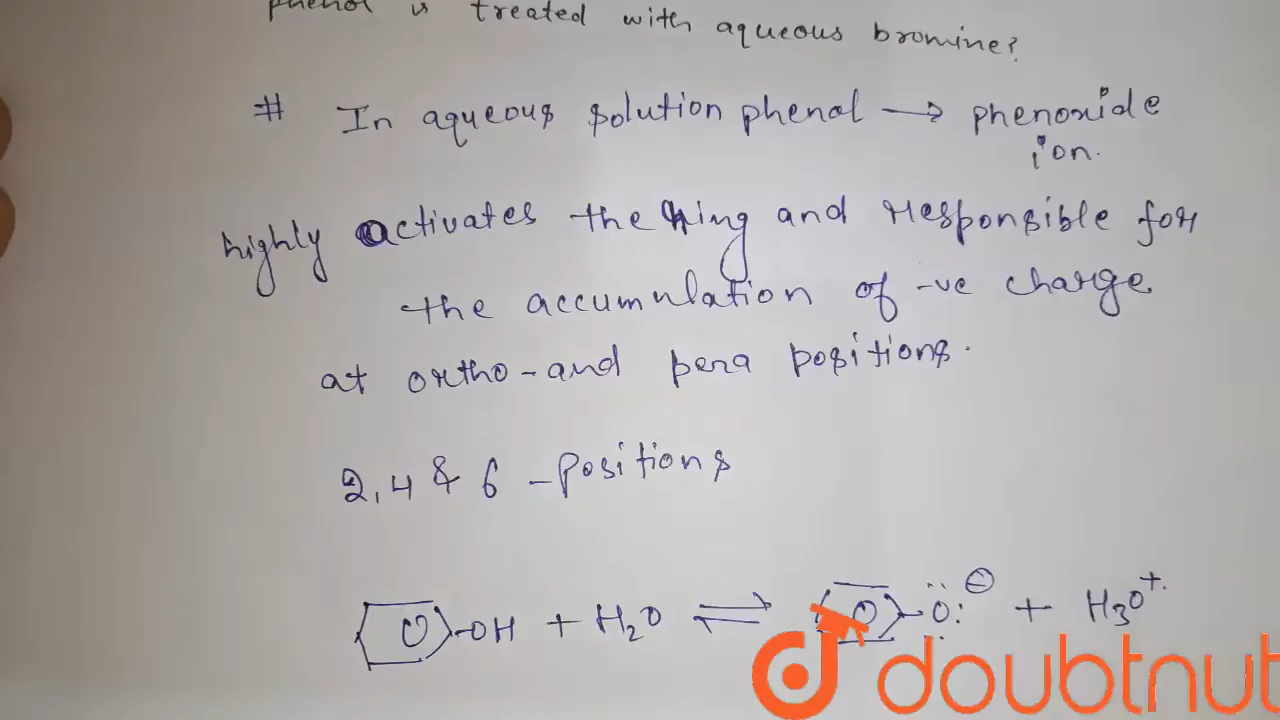 phenol is treated with aqueous bromine?
# In aqueous solution phenol → phenoxide
ion.
highly activates the ring and responsible for
the accumulation of -ve charge
at ortho- and pera positions.
2, 4 & 6 - positions
OH + H2O ⇌ O:⊖ + H3O+
doubtnut